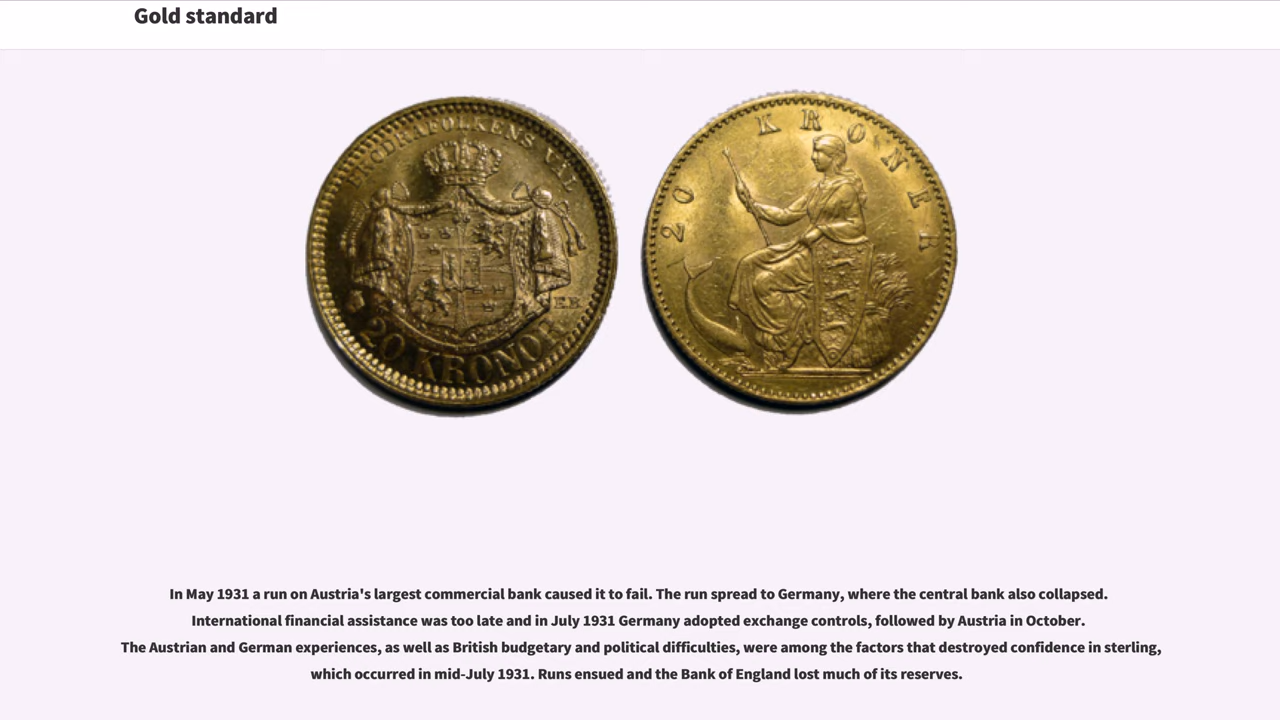 Gold standard
BRÖDRAFOLKENS VÄL
E.B.
20 KRONOR
20 KRONER
In May 1931 a run on Austria's largest commercial bank caused it to fail. The run spread to Germany, where the central bank also collapsed.
International financial assistance was too late and in July 1931 Germany adopted exchange controls, followed by Austria in October.
The Austrian and German experiences, as well as British budgetary and political difficulties, were among the factors that destroyed confidence in sterling,
which occurred in mid-July 1931. Runs ensued and the Bank of England lost much of its reserves.